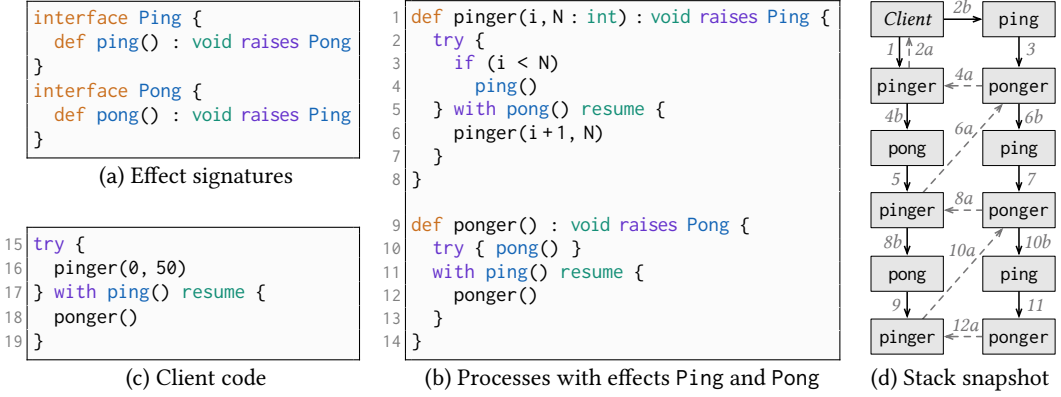 interface Ping {
def ping() : void raises Pong
}
interface Pong {
def pong() : void raises Ping
}
(a) Effect signatures
15 try {
16 pinger(0, 50)
17 } with ping() resume {
18 ponger()
19 }
(c) Client code
1 def pinger(i, N : int) : void raises Ping {
2 try {
3 if (i < N)
4 ping()
5 } with pong() resume {
6 pinger(i+1, N)
7 }
8 }
9 def ponger() : void raises Pong {
10 try { pong() }
11 with ping() resume {
12 ponger()
13 }
14 }
(b) Processes with effects Ping and Pong
Client 2b ping
1 2a 3
pinger 4a ponger
4b 6a 6b
pong ping
5 7
pinger 8a ponger
8b 10a 10b
pong ping
9 11
pinger 12a ponger
(d) Stack snapshot